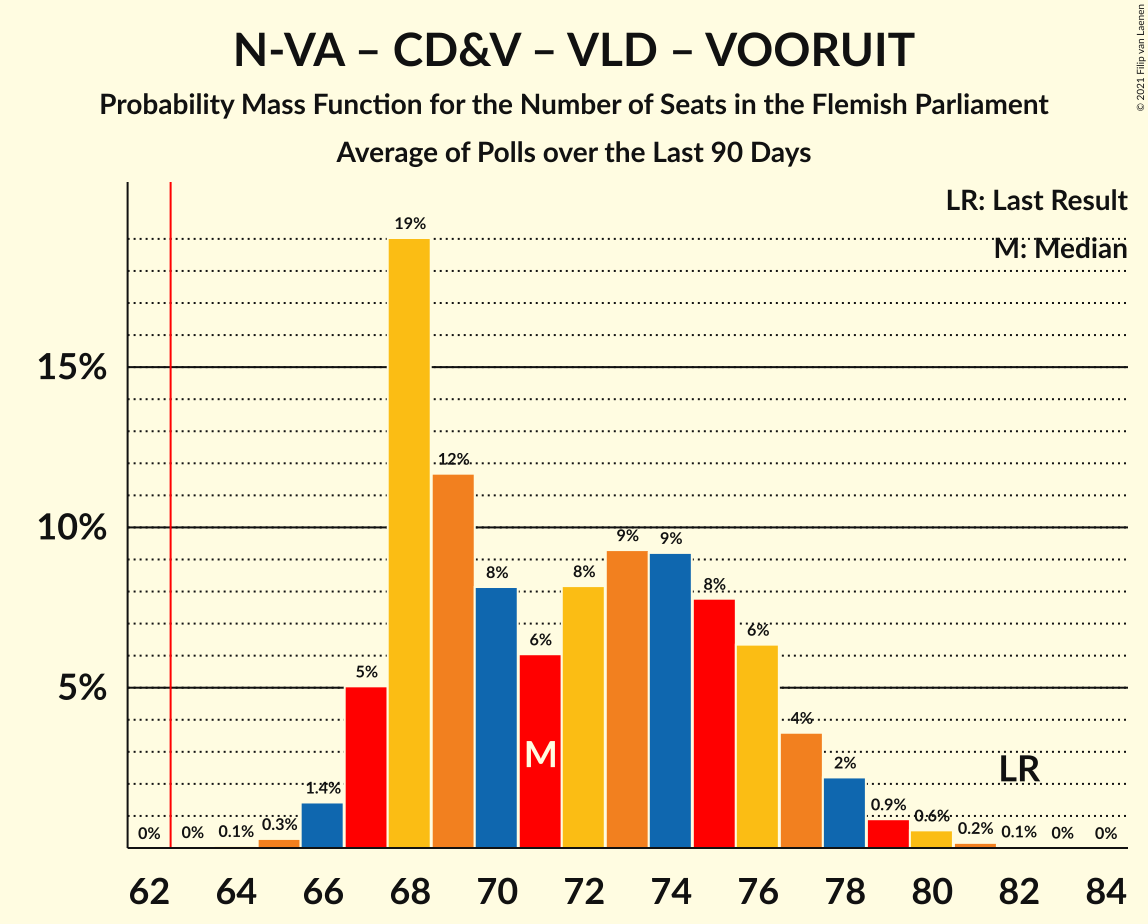 N-VA – CD&V – VLD – VOORUIT
Probability Mass Function for the Number of Seats in the Flemish Parliament
Average of Polls over the Last 90 Days
© 2021 Filip van Laenen
LR: Last Result
M: Median
15%
10%
5%
0%
0%
0.1%
0.3%
1.4%
5%
19%
12%
8%
6%
8%
9%
9%
8%
6%
4%
2%
0.9%
0.6%
0.2%
0.1%
0%
0%
M
LR
62 64 66 68 70 72 74 76 78 80 82 84